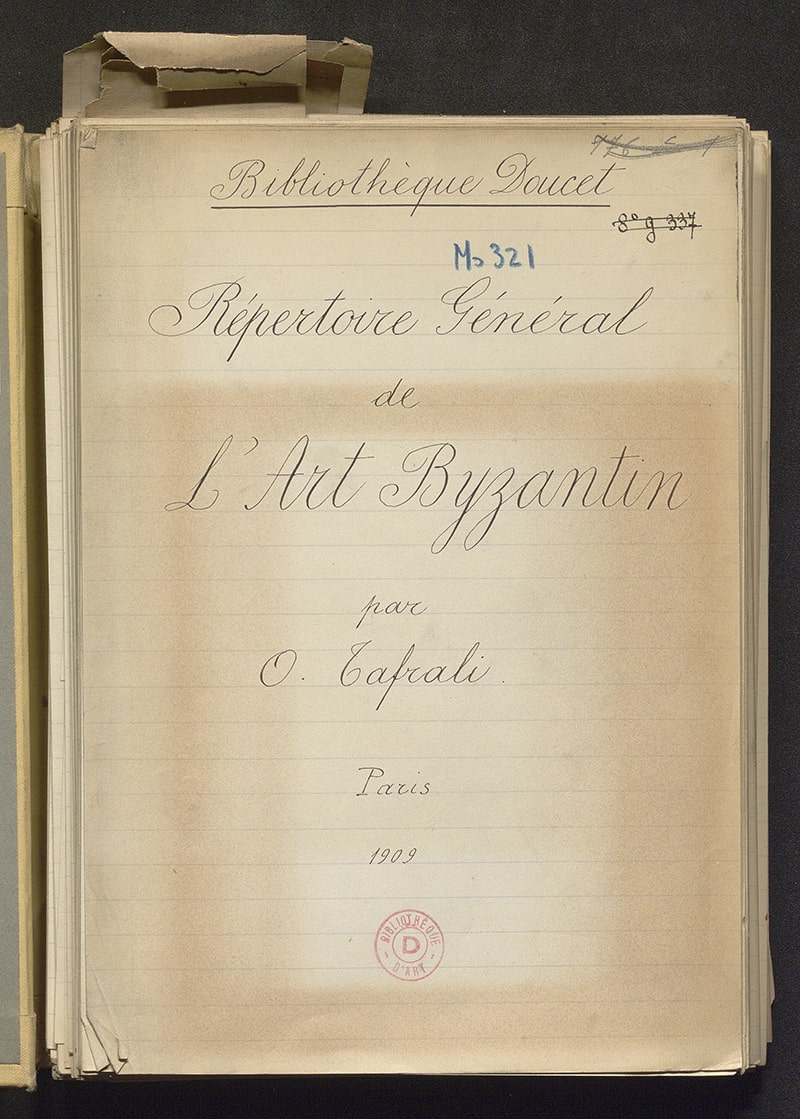 Bibliothèque Doucet
8° g 337
Ms 321
Répertoire Général
de
L'Art Byzantin
par
O. Tafrali.
Paris
1909
BIBLIOTHÈQUE
D
D'ART